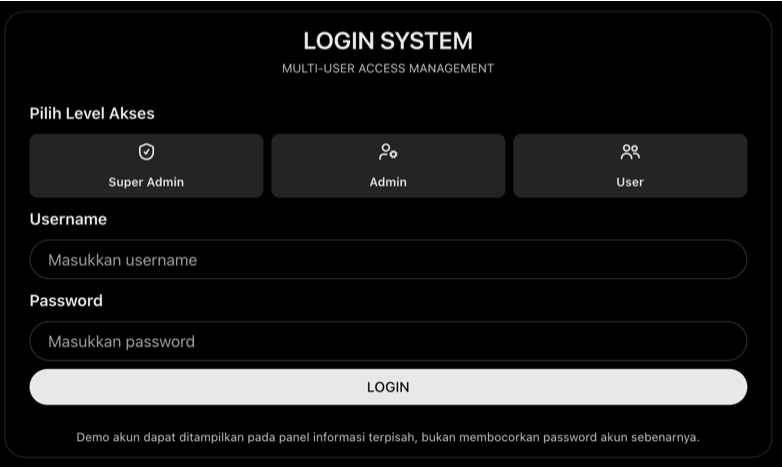 LOGIN SYSTEM
MULTI-USER ACCESS MANAGEMENT
Pilih Level Akses
Super Admin
Admin
User
Username
Masukkan username
Password
Masukkan password
LOGIN
Demo akun dapat ditampilkan pada panel informasi terpisah, bukan membocorkan password akun sebenarnya.